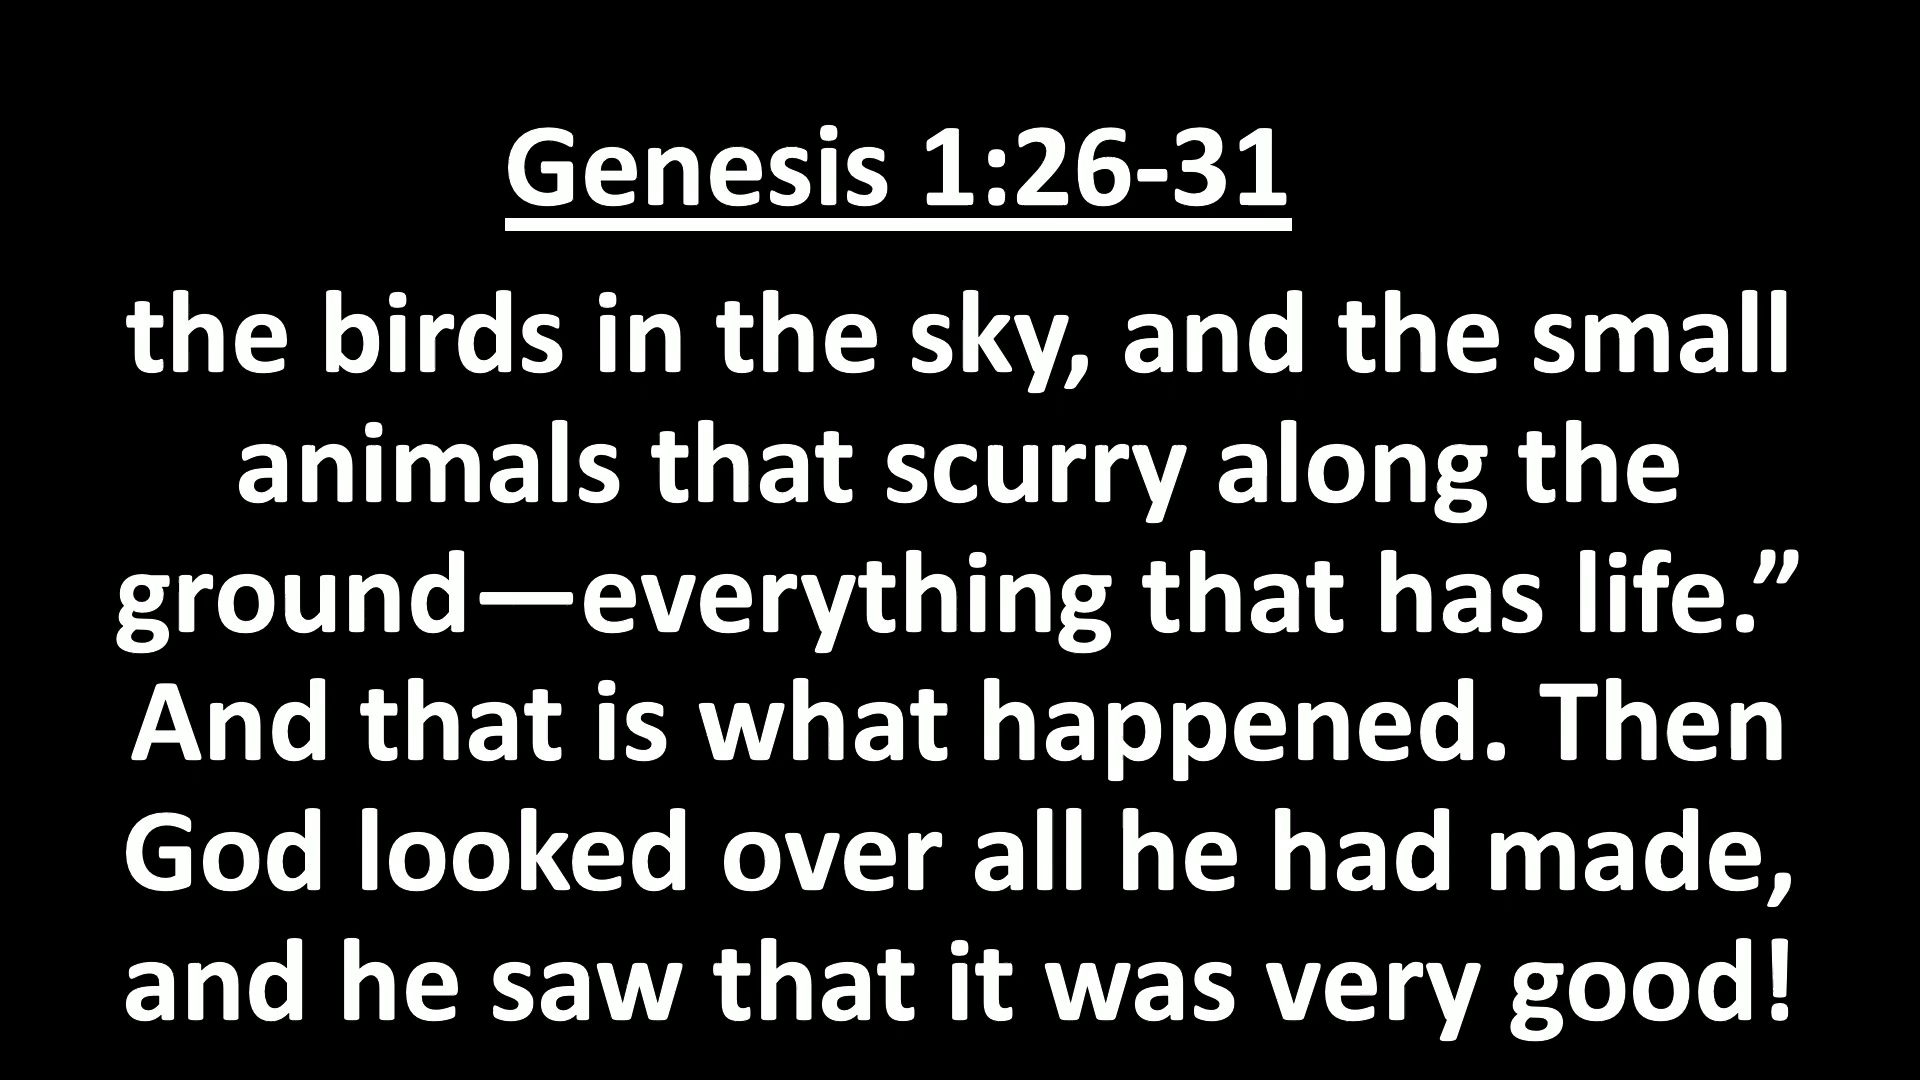 Genesis 1:26-31
the birds in the sky, and the small
animals that scurry along the
ground—everything that has life.”
And that is what happened. Then
God looked over all he had made,
and he saw that it was very good!